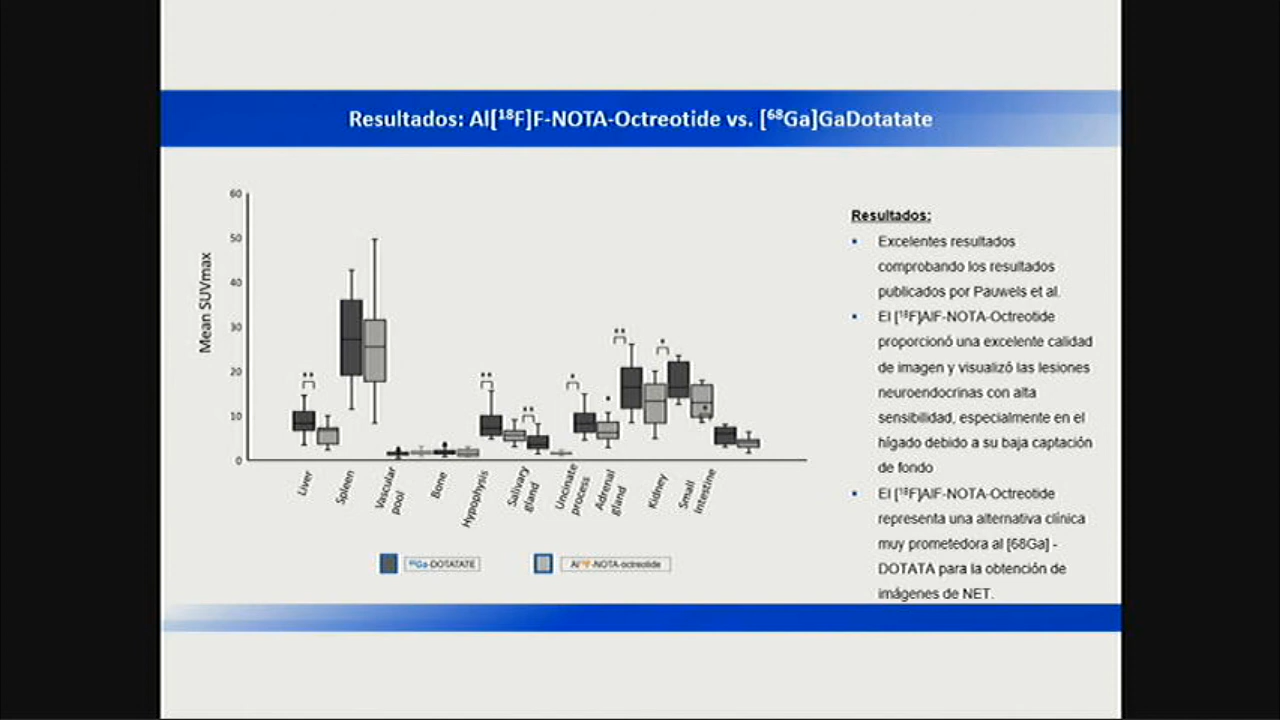 Resultados: Al[¹⁸F]F-NOTA-Octreotide vs. [⁶⁸Ga]GaDotatate
60
50
40
30
20
10
0
Mean SUVmax
Liver
Spleen
Vascular
pool
Bone
Hypophysis
Salivary
gland
Uncinate
process
Adrenal
gland
Kidney
Small
Intestine
⁶⁸Ga-DOTATATE
Al¹⁸F-NOTA-octreotide
Resultados:
▪ Excelentes resultados
comprobando los resultados
publicados por Pauwels et al.
▪ El [¹⁸F]AlF-NOTA-Octreotide
proporcionó una excelente calidad
de imagen y visualizó las lesiones
neuroendocrinas con alta
sensibilidad, especialmente en el
hígado debido a su baja captación
de fondo
▪ El [¹⁸F]AlF-NOTA-Octreotide
representa una alternativa clínica
muy prometedora al [68Ga] -
DOTATA para la obtención de
imágenes de NET.